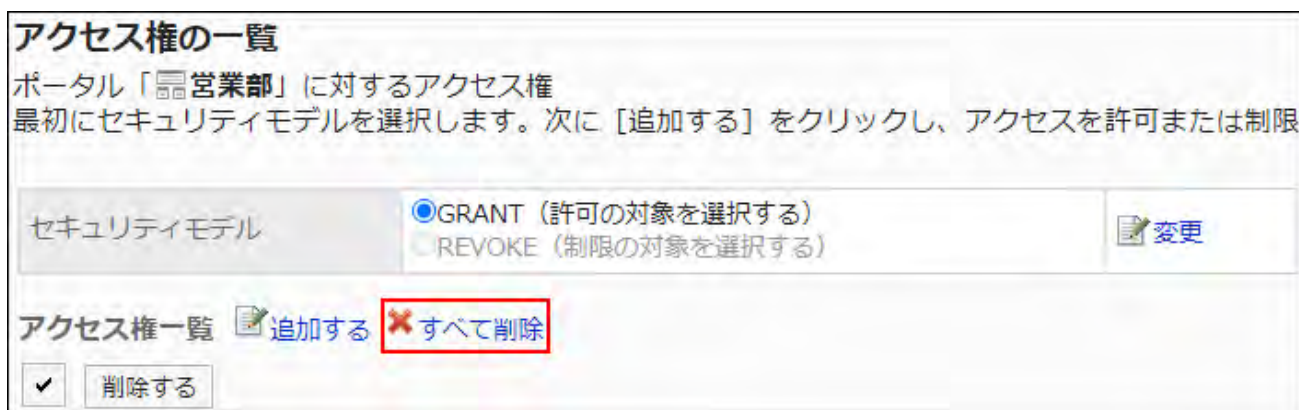 アクセス権の一覧
ポータル「営業部」に対するアクセス権
最初にセキュリティモデルを選択します。次に [追加する] をクリックし、アクセスを許可または制限
セキュリティモデル
GRANT（許可の対象を選択する）
REVOKE（制限の対象を選択する）
変更
アクセス権一覧 追加する すべて削除
削除する